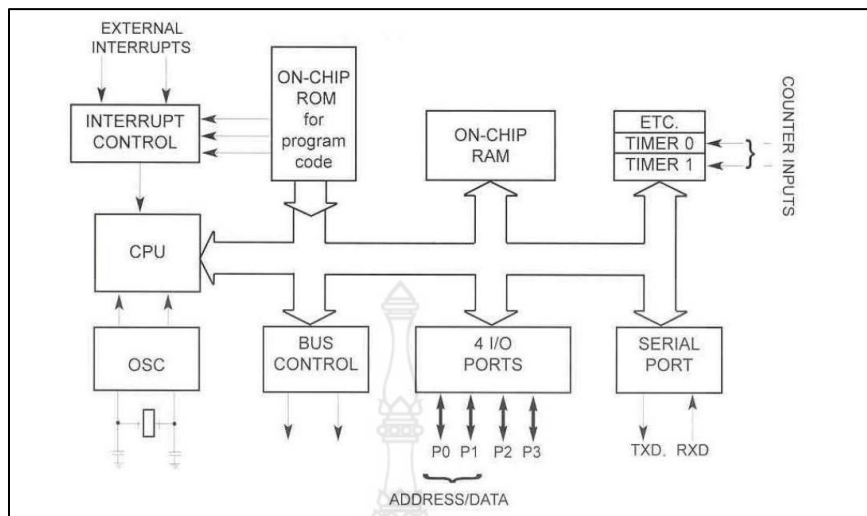 EXTERNAL
INTERRUPTS
INTERRUPT
CONTROL
ON-CHIP
ROM
for
program
code
ON-CHIP
RAM
ETC.
TIMER 0
TIMER 1
COUNTER INPUTS
CPU
OSC
BUS
CONTROL
4 I/O
PORTS
SERIAL
PORT
P0 P1 P2 P3
TXD. RXD
ADDRESS/DATA